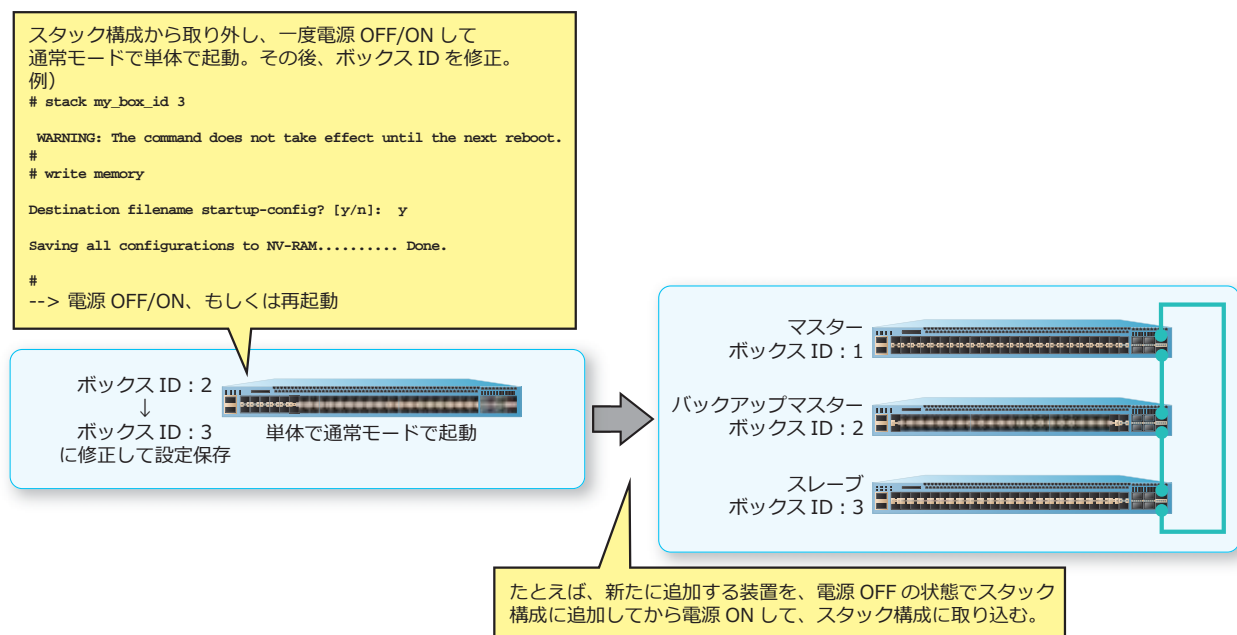 スタック構成から取り外し、一度電源 OFF/ON して
通常モードで単体で起動。その後、ボックス ID を修正。
例）
# stack my_box_id 3
WARNING: The command does not take effect until the next reboot.
#
# write memory
Destination filename startup-config? [y/n]: y
Saving all configurations to NV-RAM.......... Done.
#
--> 電源 OFF/ON、もしくは再起動
ボックス ID：2
↓
ボックス ID：3
に修正して設定保存
単体で通常モードで起動
マスター
ボックス ID：1
バックアップマスター
ボックス ID：2
スレーブ
ボックス ID：3
たとえば、新たに追加する装置を、電源 OFF の状態でスタック
構成に追加してから電源 ON して、スタック構成に取り込む。